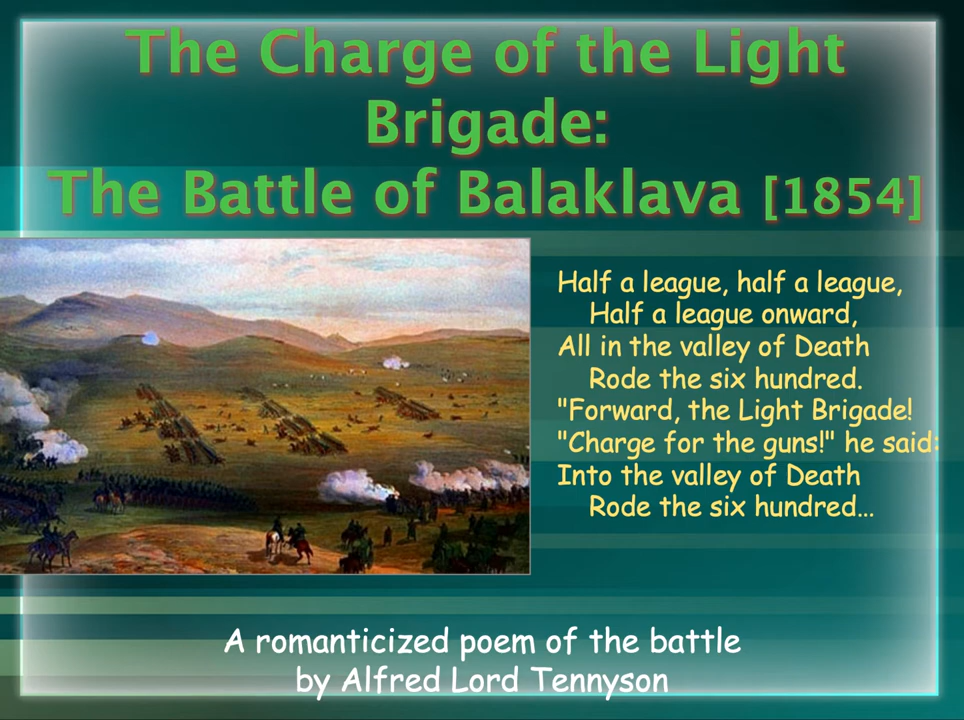 The Charge of the Light
Brigade:
The Battle of Balaklava [1854]
Half a league, half a league,
Half a league onward,
All in the valley of Death
Rode the six hundred.
"Forward, the Light Brigade!
"Charge for the guns!" he said:
Into the valley of Death
Rode the six hundred…
A romanticized poem of the battle
by Alfred Lord Tennyson